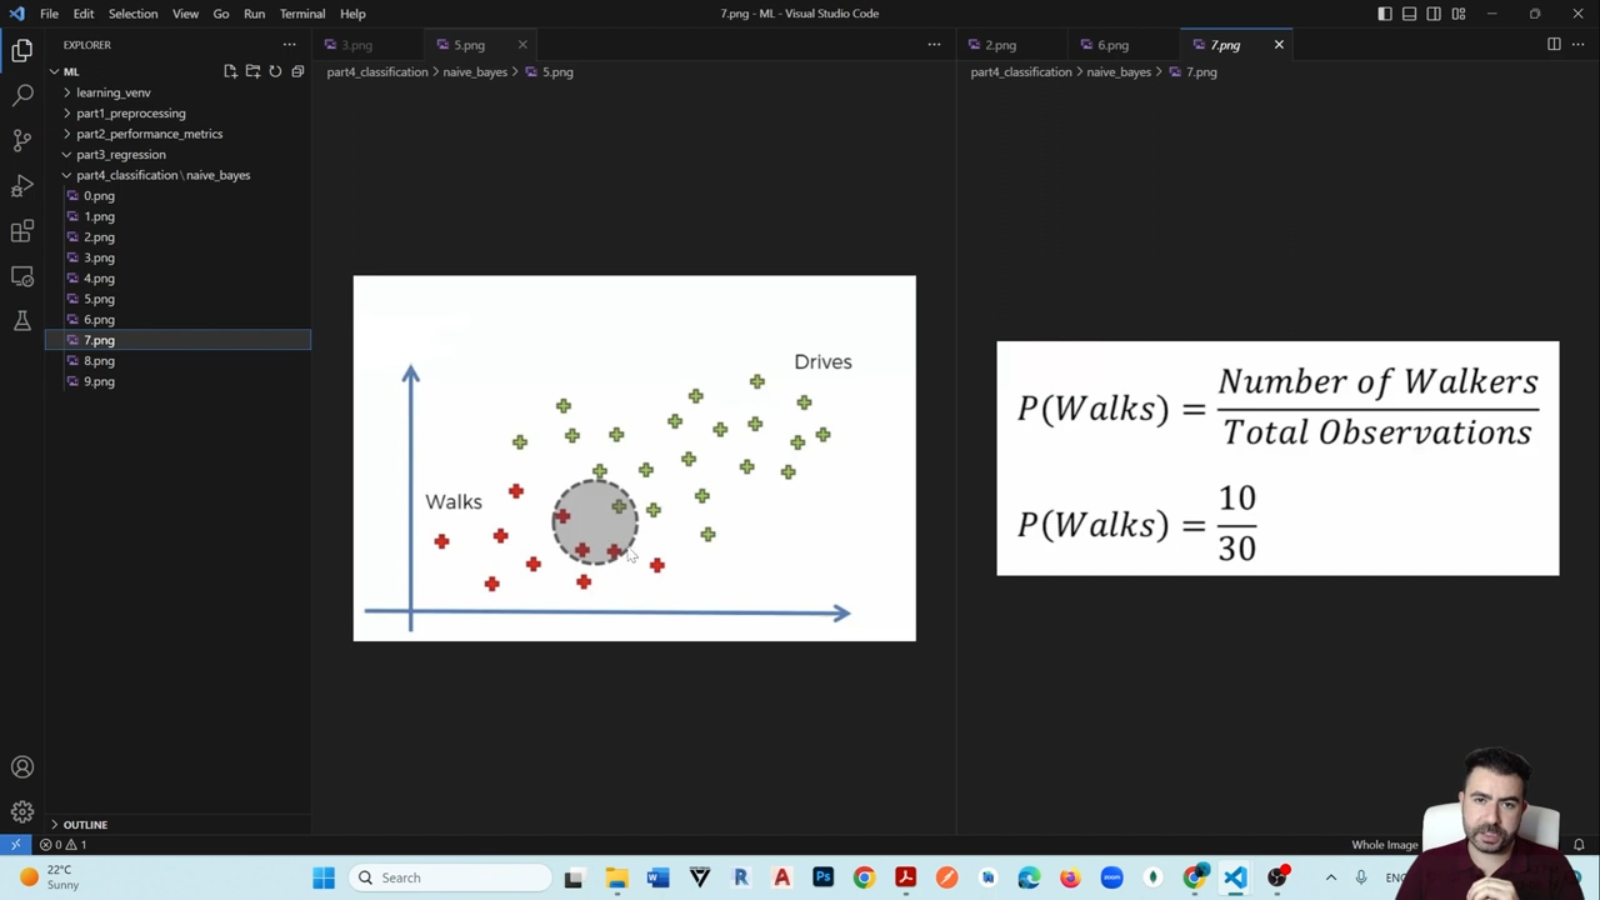 File Edit Selection View Go Run Terminal Help
7.png - ML - Visual Studio Code
EXPLORER
ML
learning_venv
part1_preprocessing
part2_performance_metrics
part3_regression
part4_classification \ naive_bayes
0.png
1.png
2.png
3.png
4.png
5.png
6.png
7.png
8.png
9.png
OUTLINE
3.png 5.png
part4_classification > naive_bayes > 5.png
Drives
Walks
2.png 6.png 7.png
part4_classification > naive_bayes > 7.png
P(Walks) = Number of Walkers
Total Observations
P(Walks) = 10
30
0 1
Whole Image
22°C
Sunny
Search
W
R
A
Ps
zoom
ENG